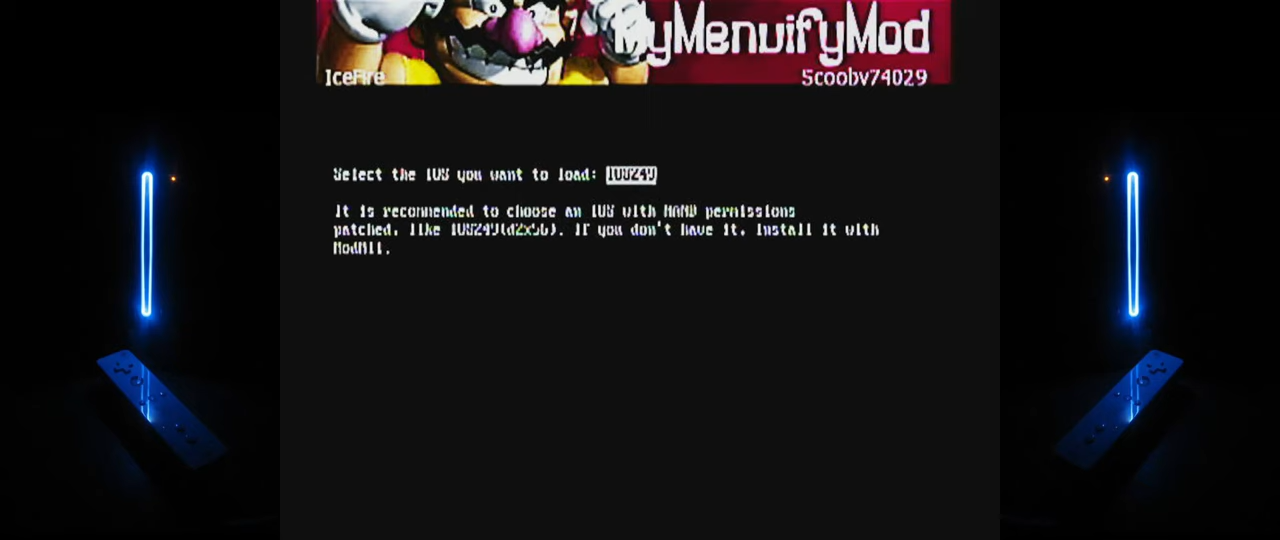 MyMenuifyMod
IceFire
Scooby74029
Select the IOS you want to load: IOS249
It is recommended to choose an IOS with NAND permissions
patched, like IOS249(d2x56). If you don't have it, install it with
ModMii.